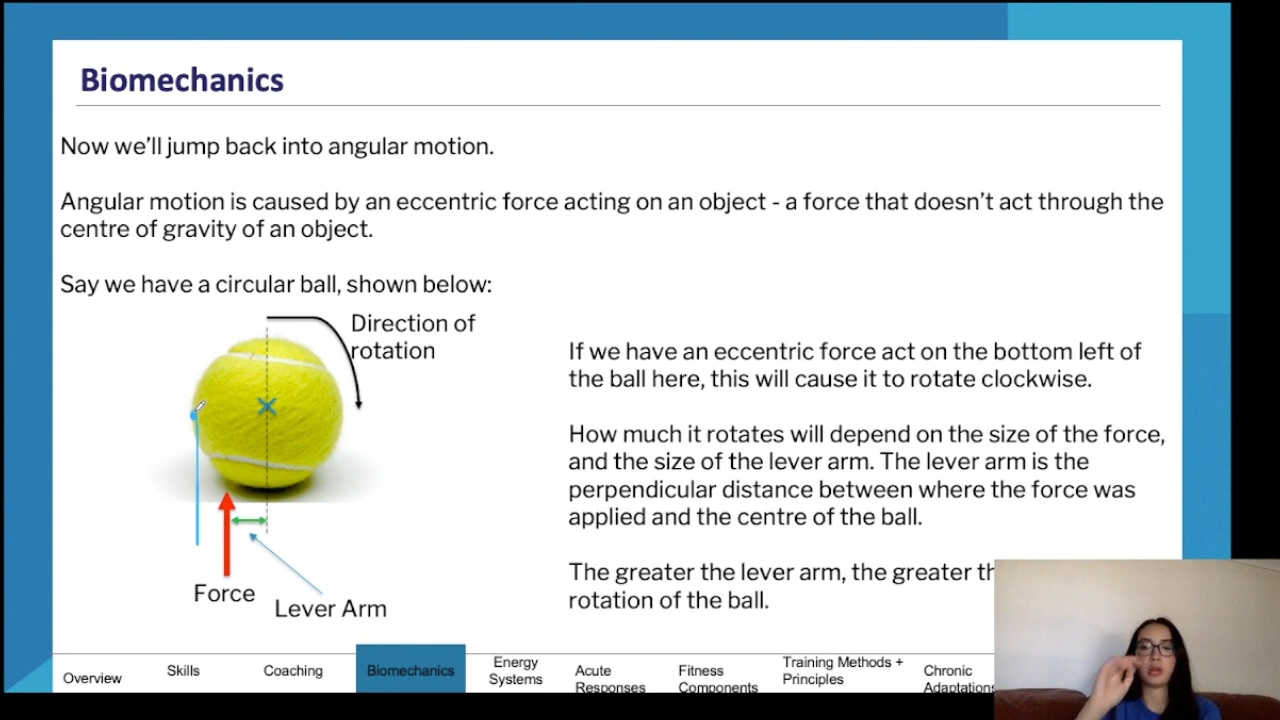 Biomechanics
Now we'll jump back into angular motion.
Angular motion is caused by an eccentric force acting on an object - a force that doesn't act through the
centre of gravity of an object.
Say we have a circular ball, shown below:
Direction of
rotation
Force
Lever Arm
If we have an eccentric force act on the bottom left of
the ball here, this will cause it to rotate clockwise.
How much it rotates will depend on the size of the force,
and the size of the lever arm. The lever arm is the
perpendicular distance between where the force was
applied and the centre of the ball.
The greater the lever arm, the greater
rotation of the ball.
Overview
Skills
Coaching
Biomechanics
Energy
Systems
Acute
Responses
Fitness
Components
Training Methods +
Principles
Chronic
Adaptations